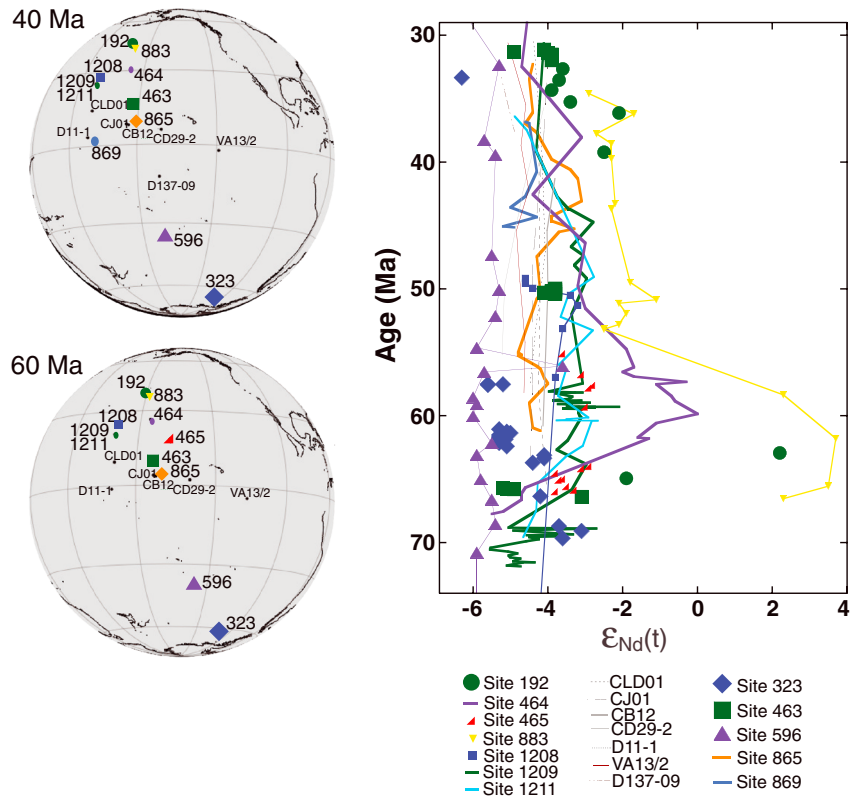 40 Ma
192
883
1208
464
1209
1211
CLD01
463
CJ01
865
D11-1
CB12
CD29-2
VA13/2
869
D137-09
596
323
60 Ma
192
883
1208
464
1209
1211
465
CLD01
463
CJ01
865
CB12
D11-1
CD29-2
VA13/2
596
323
Age (Ma)
30
40
50
60
70
-6
-4
-2
0
2
4
εNd(t)
Site 192
Site 464
Site 465
Site 883
Site 1208
Site 1209
Site 1211
CLD01
CJ01
CB12
CD29-2
D11-1
VA13/2
D137-09
Site 323
Site 463
Site 596
Site 865
Site 869